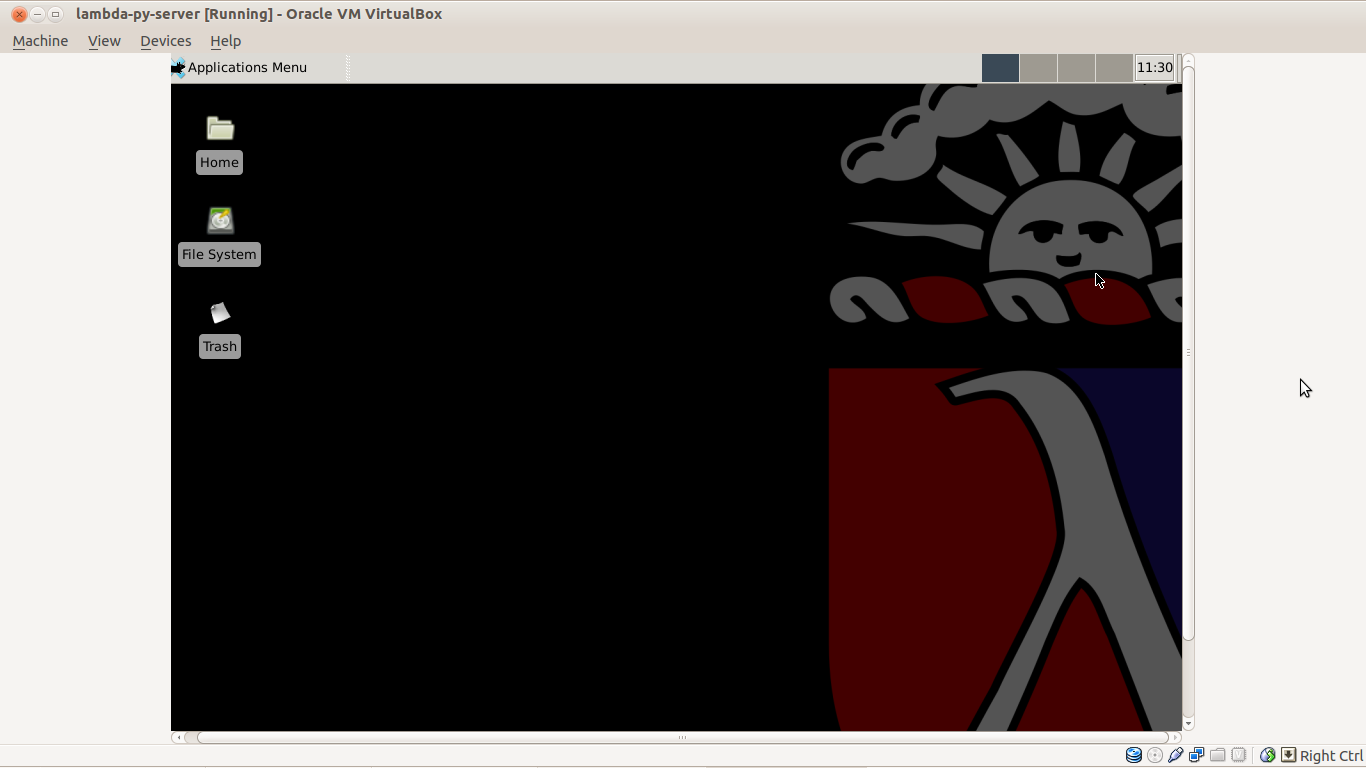 lambda-py-server [Running] - Oracle VM VirtualBox
Machine View Devices Help
Applications Menu 11:30
Home
File System
Trash
Right Ctrl